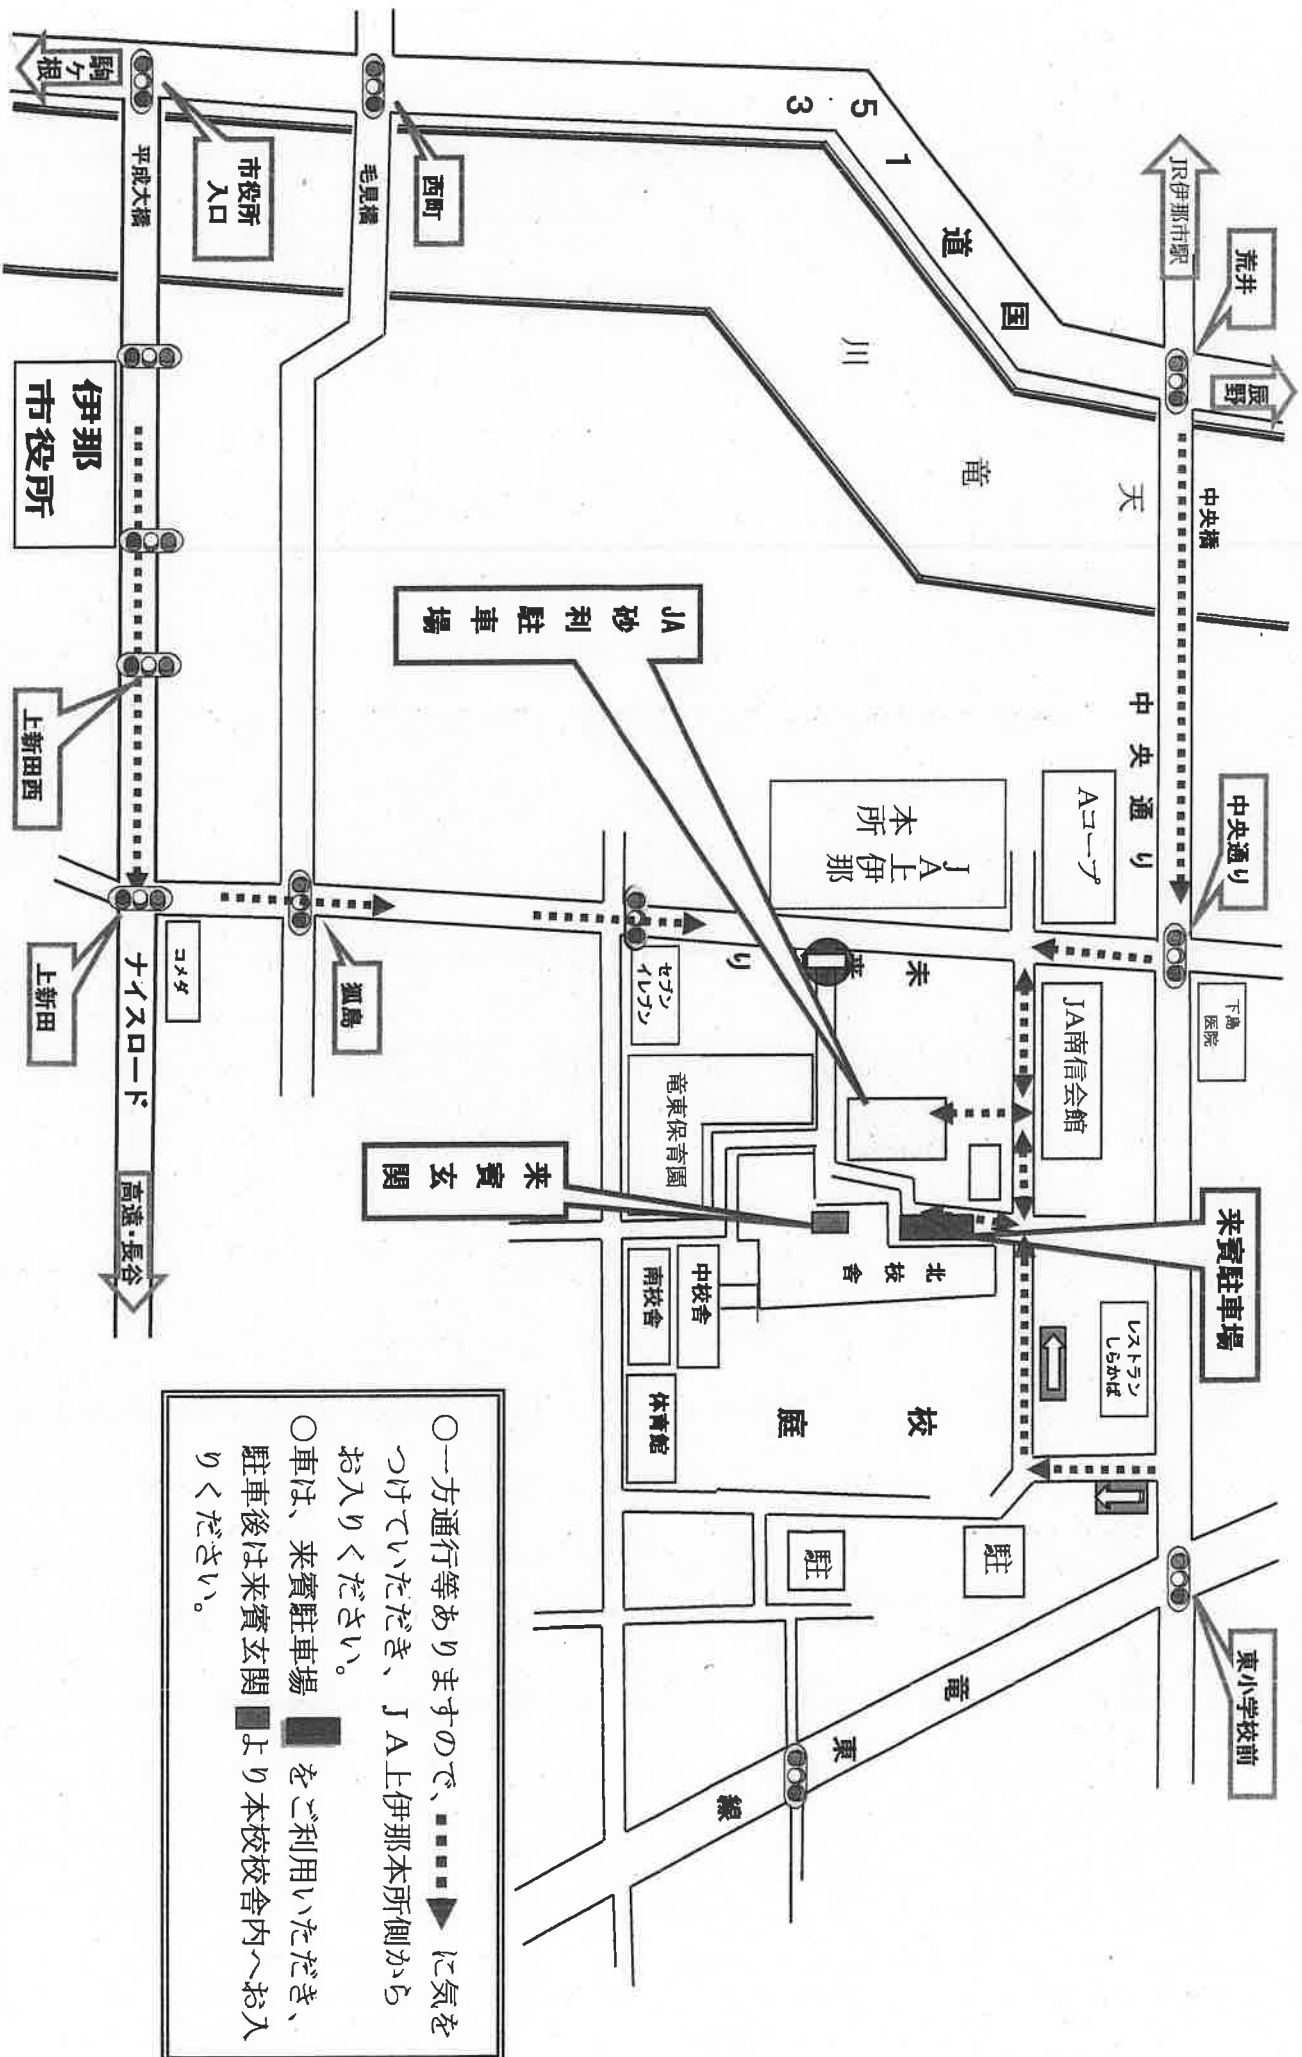 駒ヶ根
市役所
入口
平成大橋
西町
毛見橋
国道153
JR伊那市駅
荒井
辰野
天竜川
中央橋
伊那
市役所
JA砂利駐車場
中央通り
中央通り
Aコープ
JA上伊那
本所
上新田西
上新田
コメダ
ナイスロード
高遠・長谷
狐島
セブン
イレブン
未来
り
下島
医院
JA南信会館
竜東保育園
来賓玄関
来賓駐車場
北校舎
中校舎
南校舎
体育館
校庭
レストラン
しらかば
駐
駐
東小学校前
竜東線
○一方通行等ありますので、に気を
つけていただき、JA上伊那本所側から
お入りください。
○車は、来賓駐車場をご利用いただき、
駐車後は来賓玄関より本校校舎内へお入
りください。